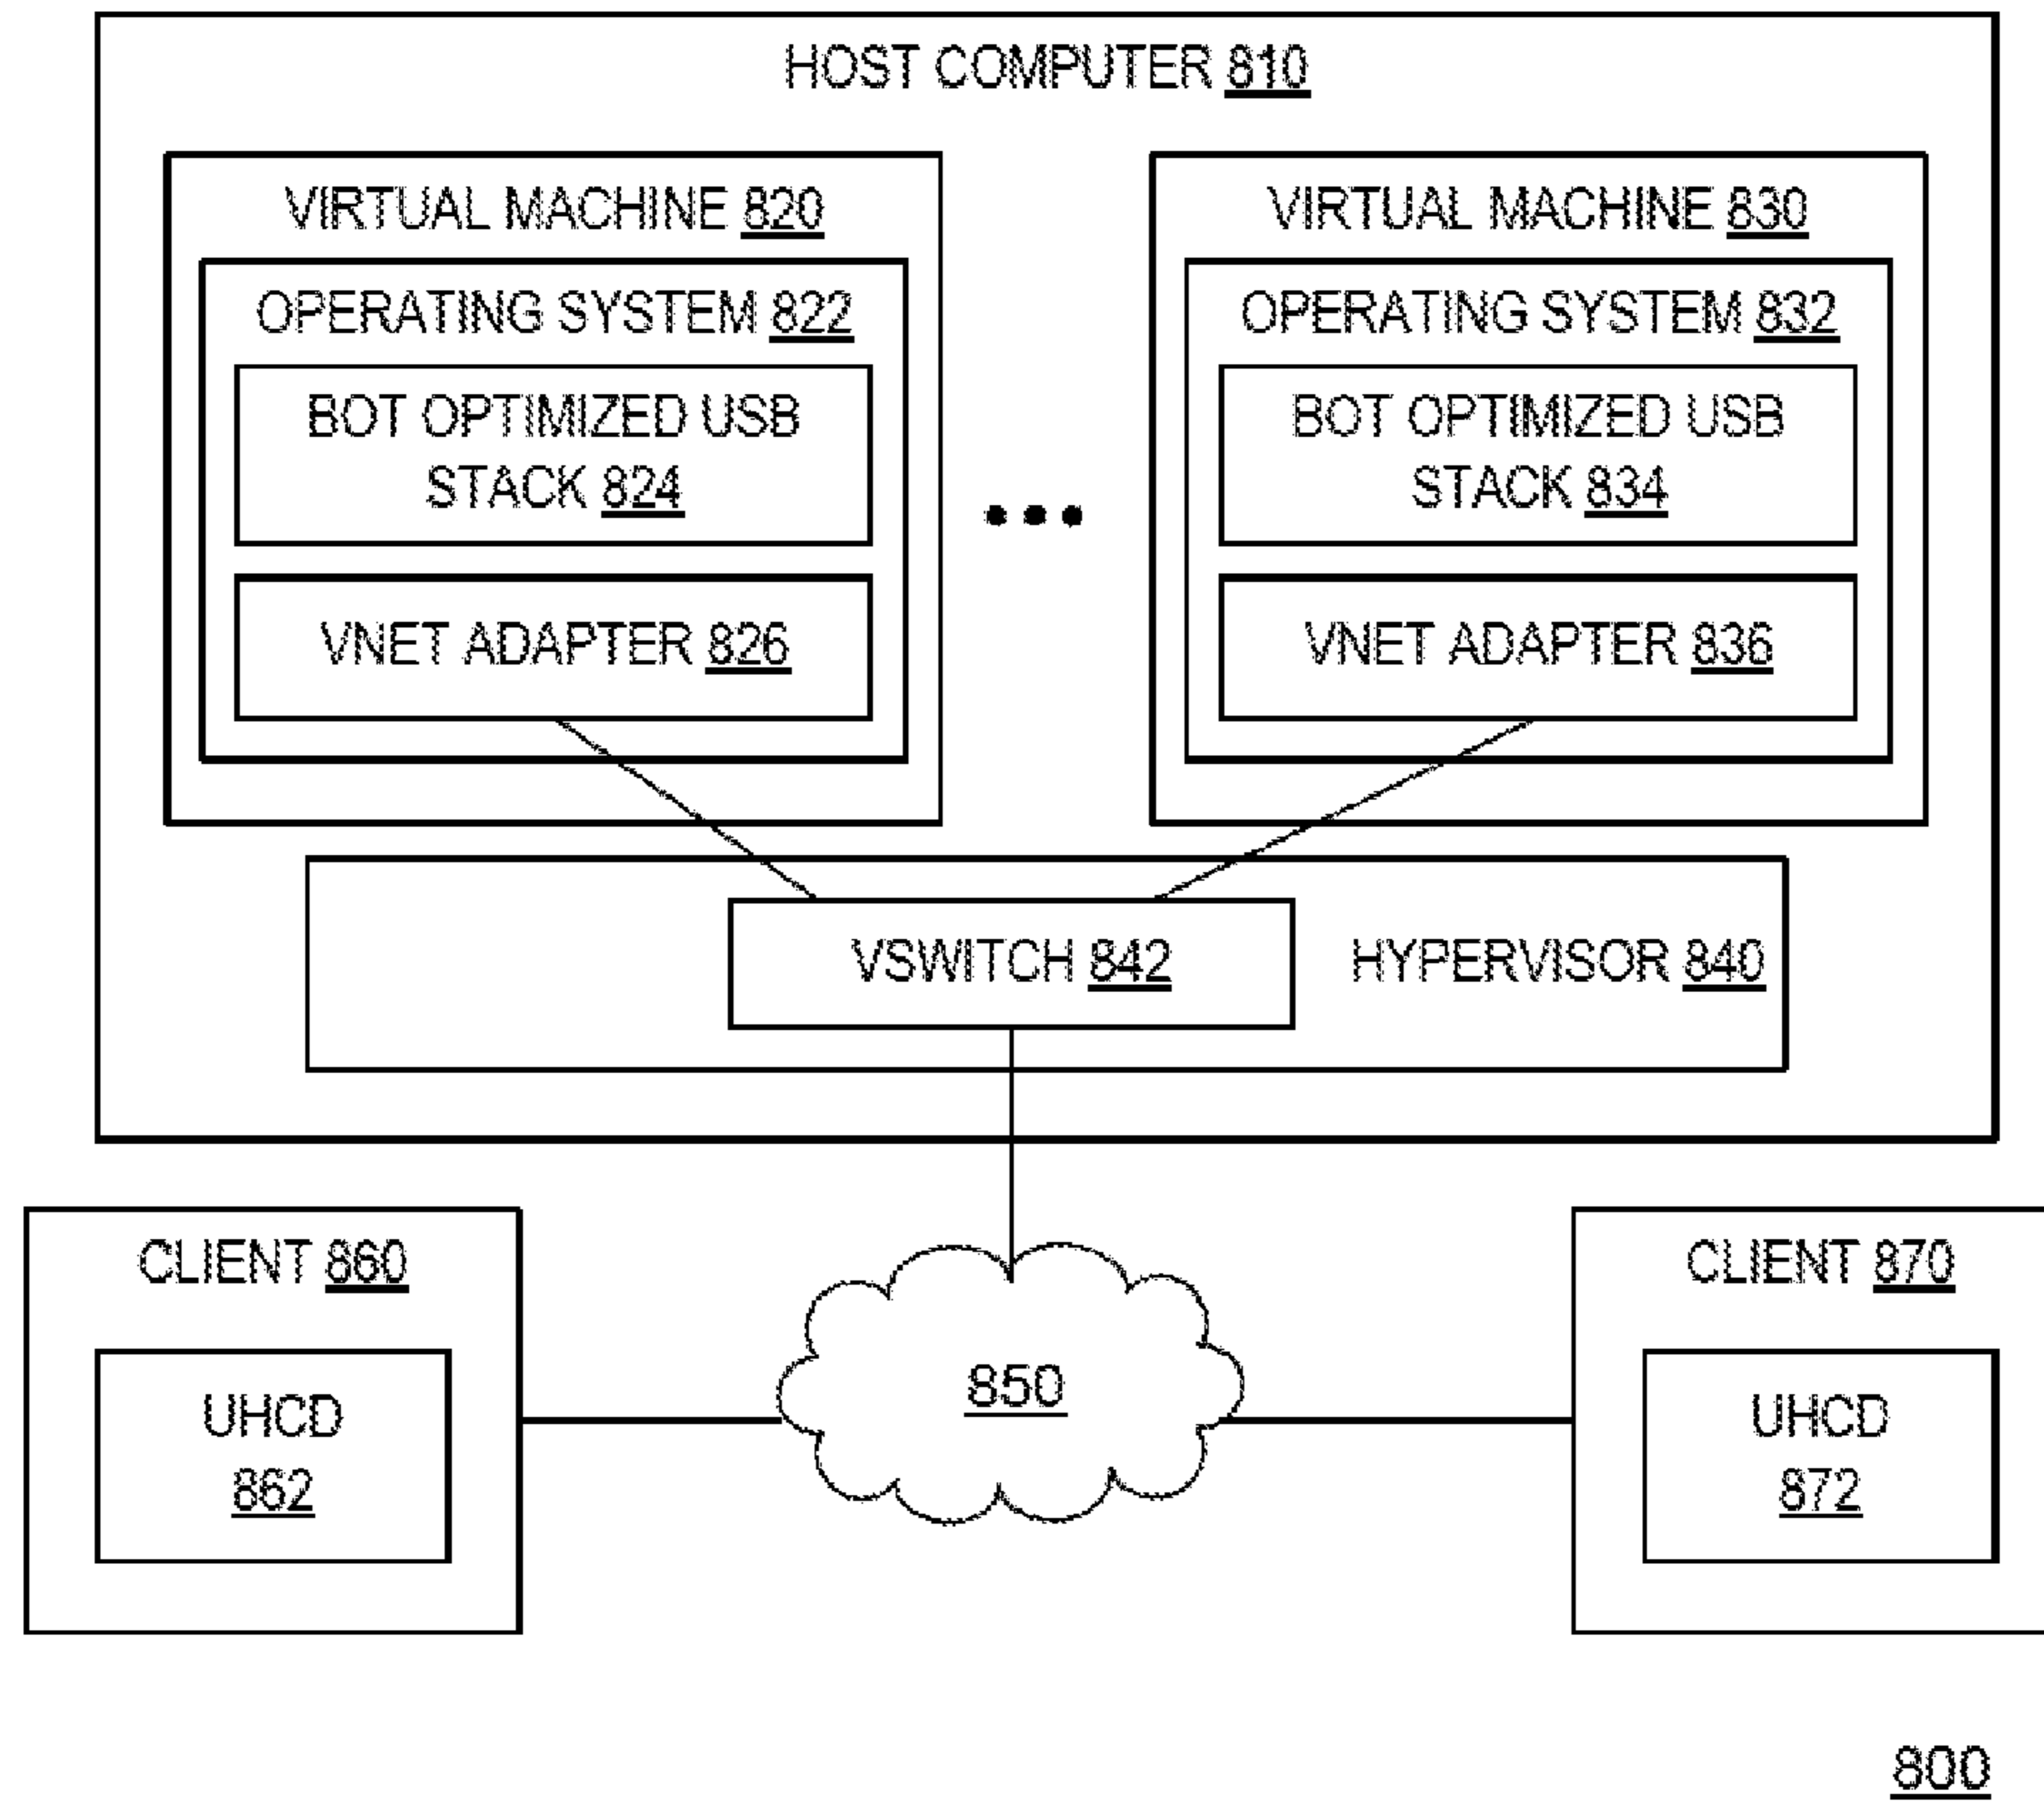 HOST COMPUTER 810
VIRTUAL MACHINE 820
OPERATING SYSTEM 822
BOT OPTIMIZED USB
STACK 824
VNET ADAPTER 826
VIRTUAL MACHINE 830
OPERATING SYSTEM 832
BOT OPTIMIZED USB
STACK 834
VNET ADAPTER 836
VSWITCH 842
HYPERVISOR 840
CLIENT 860
UHCD
862
850
CLIENT 870
UHCD
872
800